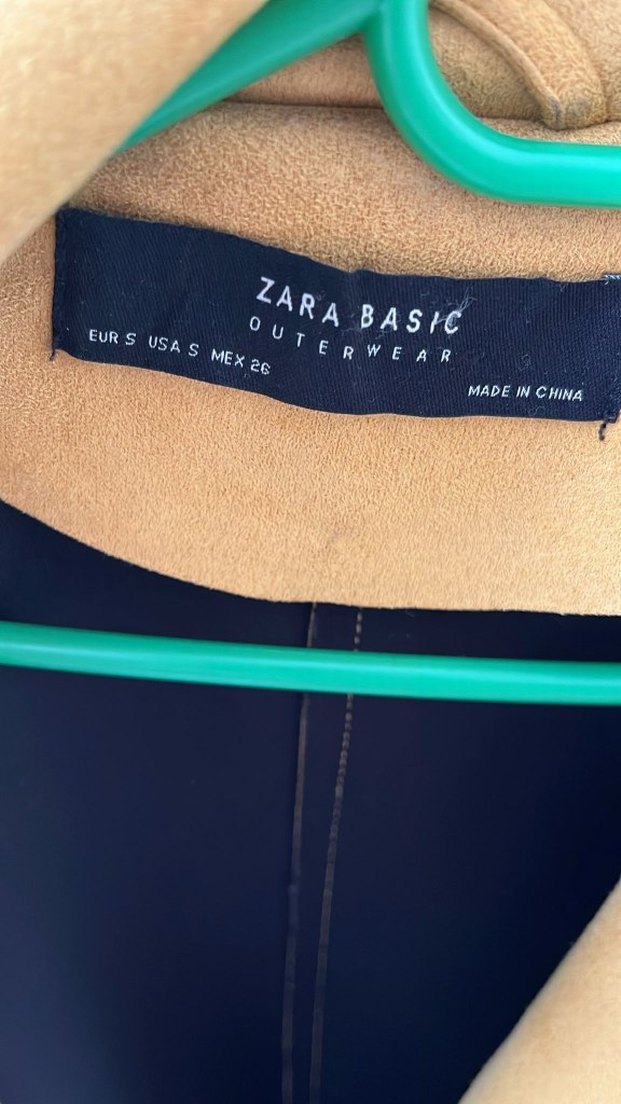 ZARA BASIC
OUTERWEAR
EUR S USA S MEX 26
MADE IN CHINA